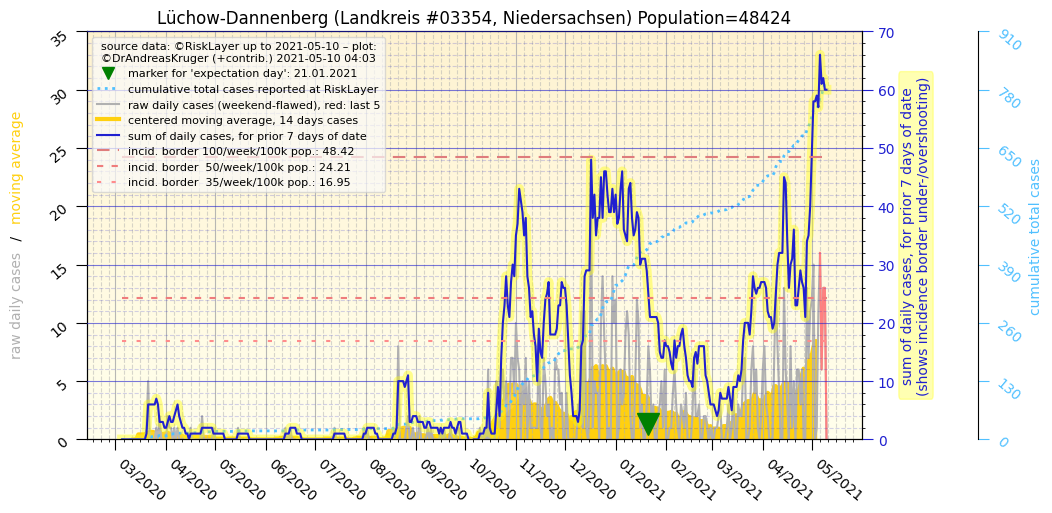 Lüchow-Dannenberg (Landkreis #03354, Niedersachsen) Population=48424
source data: ©RiskLayer up to 2021-05-10 – plot:
©DrAndreasKruger (+contrib.) 2021-05-10 04:03
marker for 'expectation day': 21.01.2021
cumulative total cases reported at RiskLayer
raw daily cases (weekend-flawed), red: last 5
centered moving average, 14 days cases
sum of daily cases, for prior 7 days of date
incid. border 100/week/100k pop.: 48.42
incid. border 50/week/100k pop.: 24.21
incid. border 35/week/100k pop.: 16.95
raw daily cases / moving average
35
30
25
20
15
10
5
0
03/2020
04/2020
05/2020
06/2020
07/2020
08/2020
09/2020
10/2020
11/2020
12/2020
01/2021
02/2021
03/2021
04/2021
05/2021
70
60
50
40
30
20
10
0
sum of daily cases, for prior 7 days of date
(shows incidence border under-/overshooting)
910
780
650
520
390
260
130
0
cumulative total cases